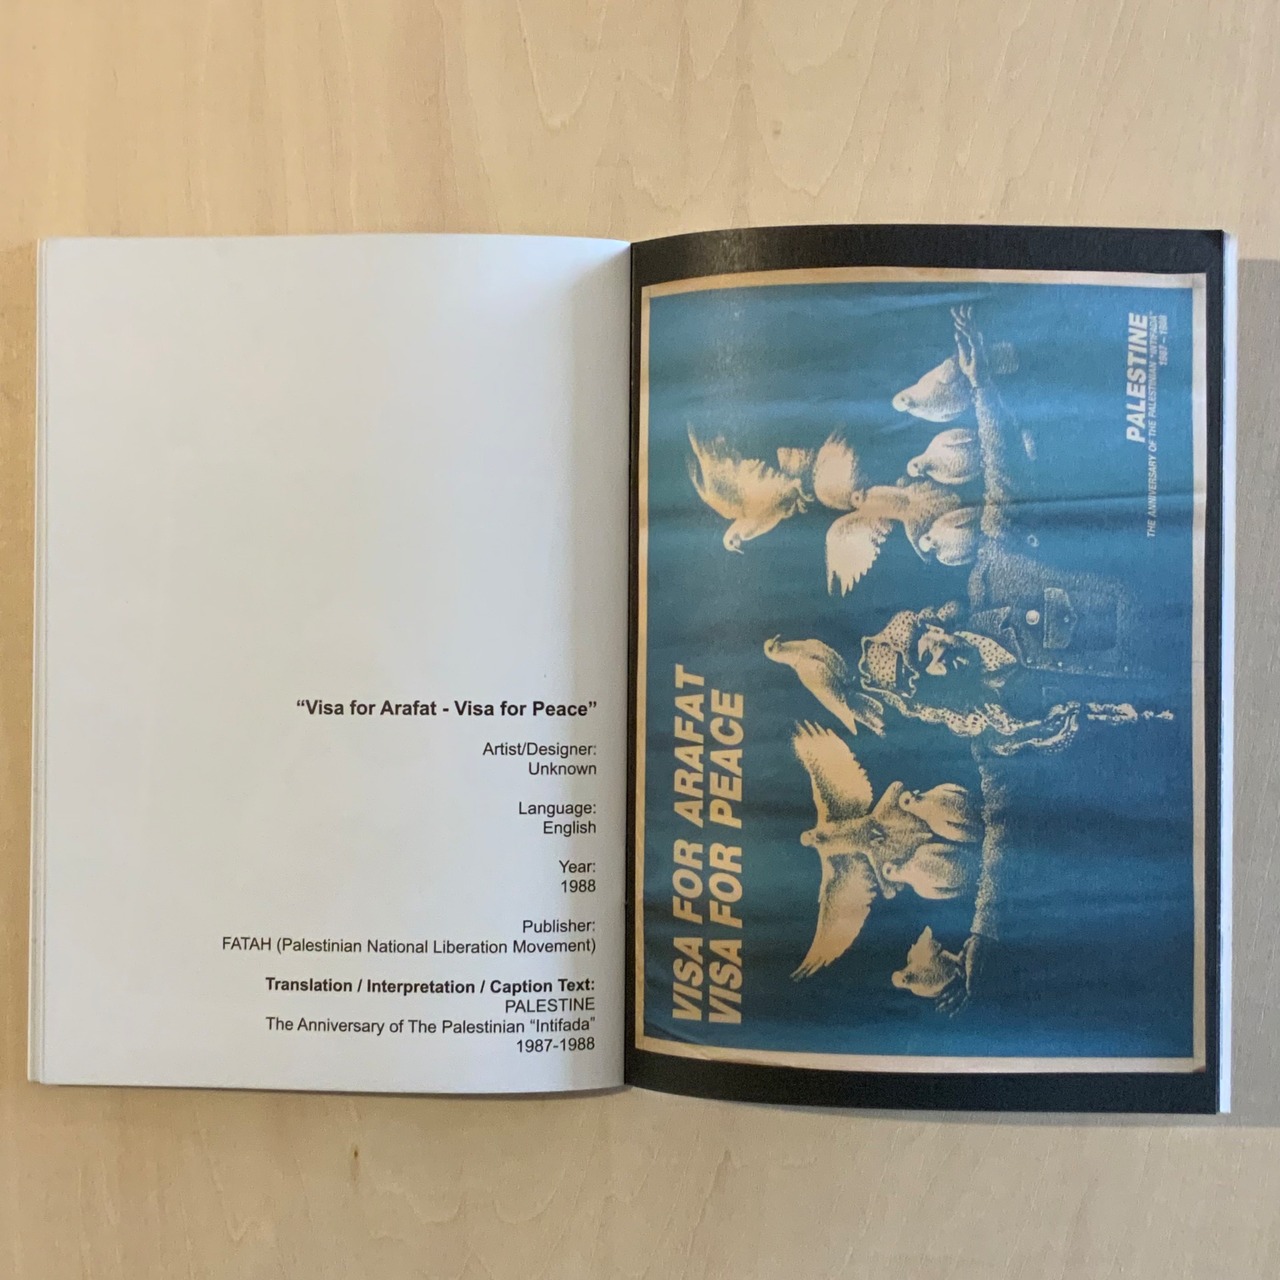 “Visa for Arafat - Visa for Peace”
Artist/Designer:
Unknown
Language:
English
Year:
1988
Publisher:
FATAH (Palestinian National Liberation Movement)
Translation / Interpretation / Caption Text:
PALESTINE
The Anniversary of The Palestinian “Intifada”
1987-1988
VISA FOR ARAFAT
VISA FOR PEACE
PALESTINE
THE ANNIVERSARY OF THE PALESTINIAN "INTIFADA"
1987 - 1988